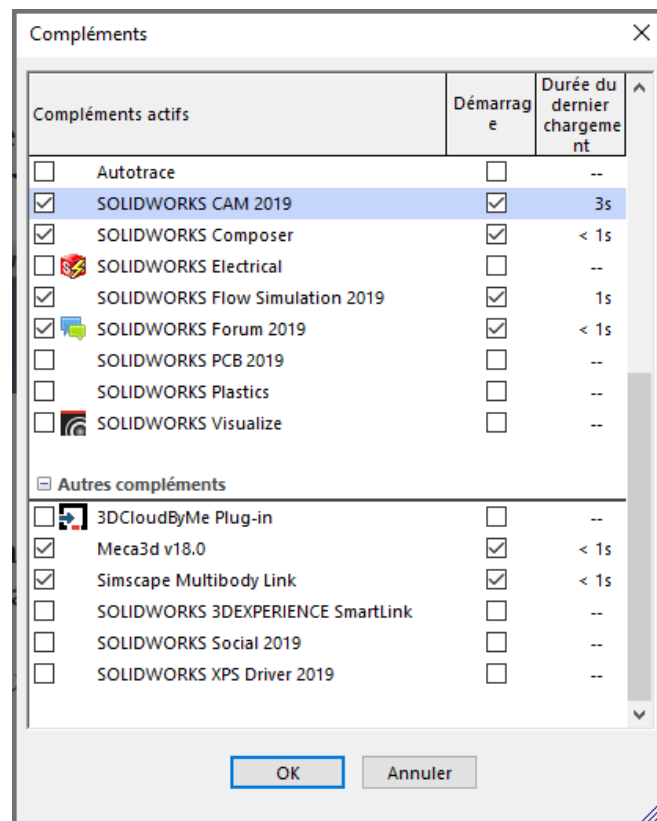 Compléments
Compléments actifs
Démarrag
e
Durée du
dernier
chargeme
nt
Autotrace --
SOLIDWORKS CAM 2019 3s
SOLIDWORKS Composer < 1s
SOLIDWORKS Electrical --
SOLIDWORKS Flow Simulation 2019 1s
SOLIDWORKS Forum 2019 < 1s
SOLIDWORKS PCB 2019 --
SOLIDWORKS Plastics --
SOLIDWORKS Visualize --
Autres compléments
3DCloudByMe Plug-in --
Meca3d v18.0 < 1s
Simscape Multibody Link < 1s
SOLIDWORKS 3DEXPERIENCE SmartLink --
SOLIDWORKS Social 2019 --
SOLIDWORKS XPS Driver 2019 --
OK Annuler